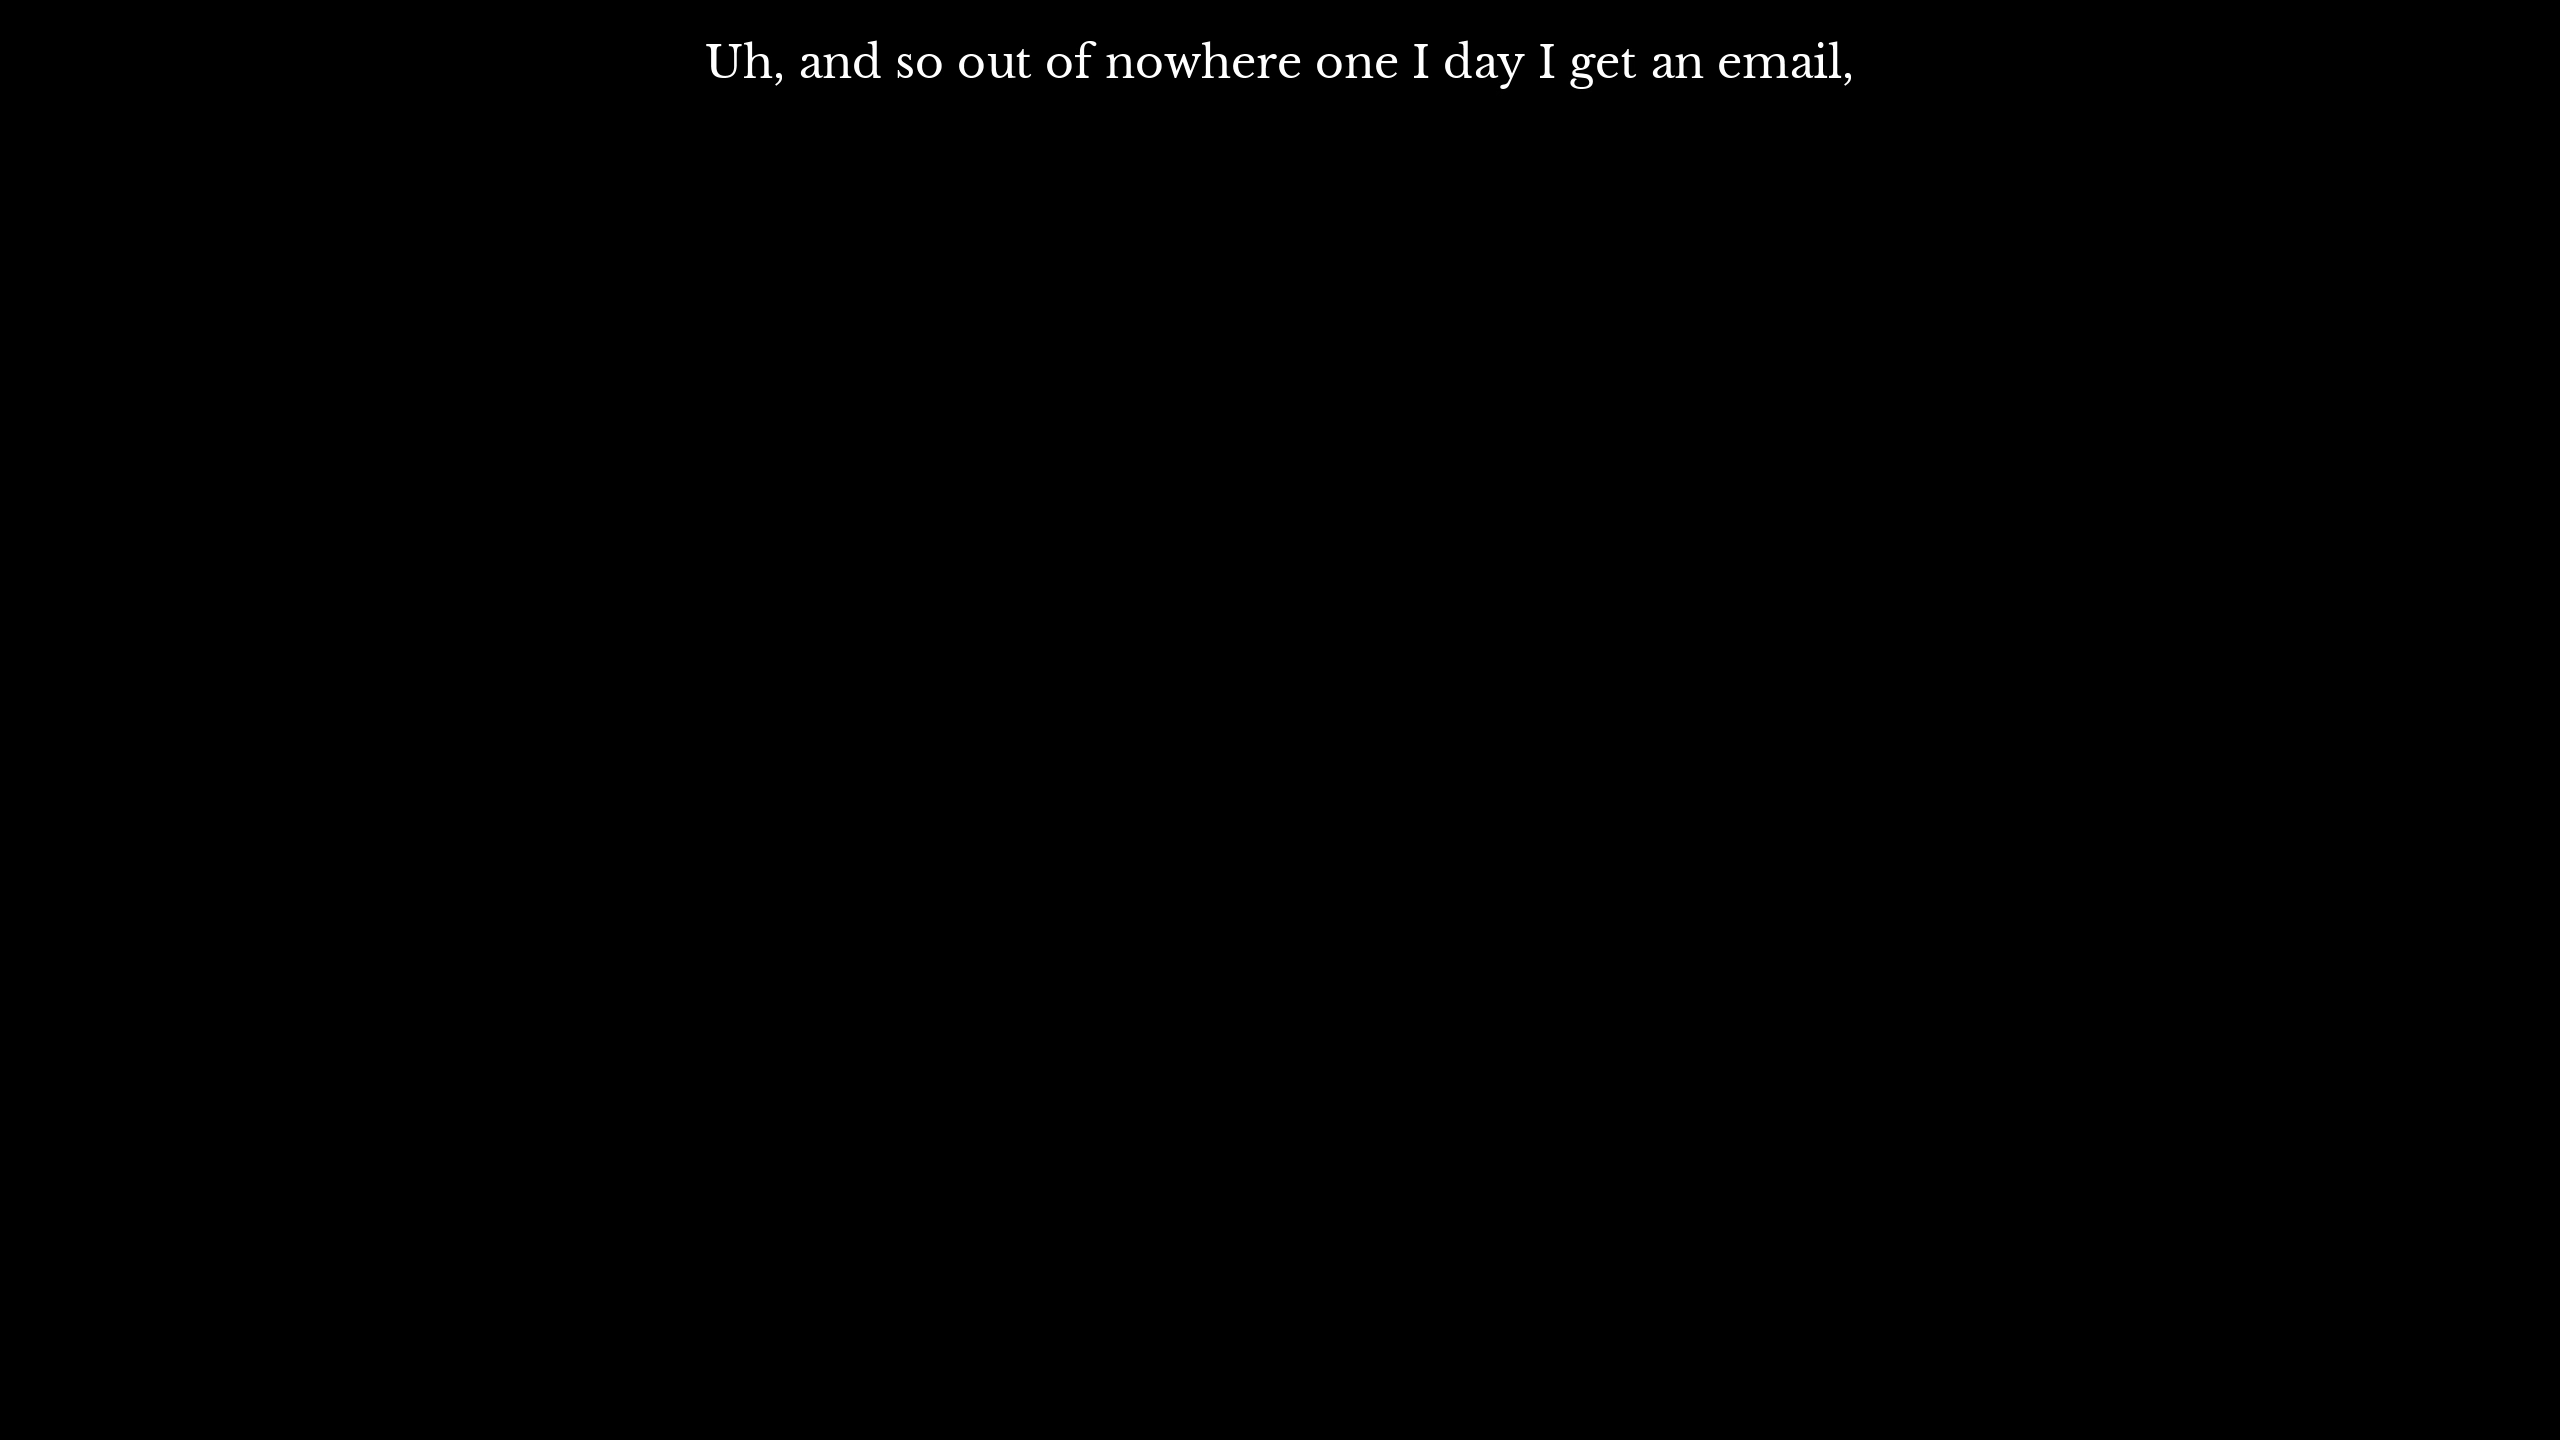 Uh, and so out of nowhere one I day I get an email,